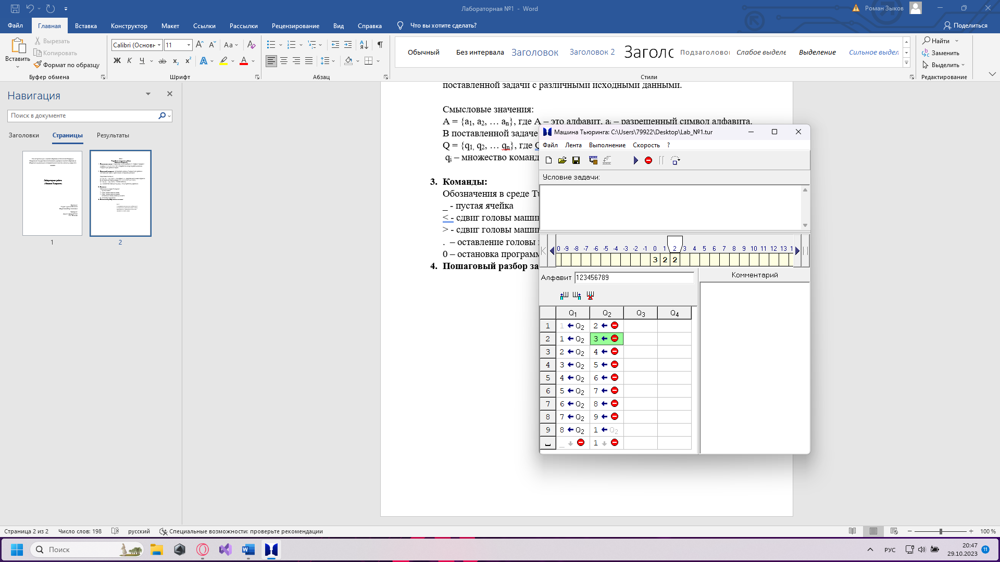 Лабораторная №1 - Word
Роман Зыков
Файл
Главная
Вставка
Конструктор
Макет
Ссылки
Рассылки
Рецензирование
Вид
Справка
Что вы хотите сделать?
Поделиться
Вставить
Вырезать
Копировать
Формат по образцу
Буфер обмена
Calibri (Основн
11
Шрифт
Абзац
Обычный
Без интервала
Заголовок
Заголовок 2
Заголо
Подзаголово
Слабое выделе
Выделение
Сильное выдел
Стили
Найти
Заменить
Выделить
Редактирование
Навигация
Поиск в документе
Заголовки
Страницы
Результаты
1
2
поставленной задачи с различными исходными данными.
Смысловые значения:
A = {a1, a2, … an}, где A – это алфавит, ai – разрешенный символ алфавита.
В поставленной задаче
Q = {q1, q2, … qn}, где Q
qi – множество команд
3. Команды:
Обозначения в среде Tu
_ - пустая ячейка
< - сдвиг головы машин
> - сдвиг головы машин
. – оставление головы
0 – остановка програм
4. Пошаговый разбор за
Машина Тьюринга: C:\Users\79922\Desktop\Lab_№1.tur
Файл Лента Выполнение Скорость ?
Условие задачи:
0 -9 -8 -7 -6 -5 -4 -3 -2 -1 0 1 2 3 4 5 6 7 8 9 10 11 12 13 1
3 2 2
Алфавит 123456789
Комментарий
Q1 Q2 Q3 Q4
1 1 Q2 2
2 1 Q2 3
3 2 Q2 4
4 3 Q2 5
5 4 Q2 6
6 5 Q2 7
7 6 Q2 8
8 7 Q2 9
9 8 Q2 1 Q2
_ 1
Страница 2 из 2
Число слов: 198
русский
Специальные возможности: проверьте рекомендации
100 %
Поиск
РУС
20:47
29.10.2023
11